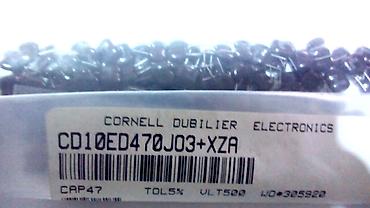 CORNELL DUBILIER ELECTRONICS
CD10ED470J03+XZA
CAP47 TOL5% VLT500 WO#305920